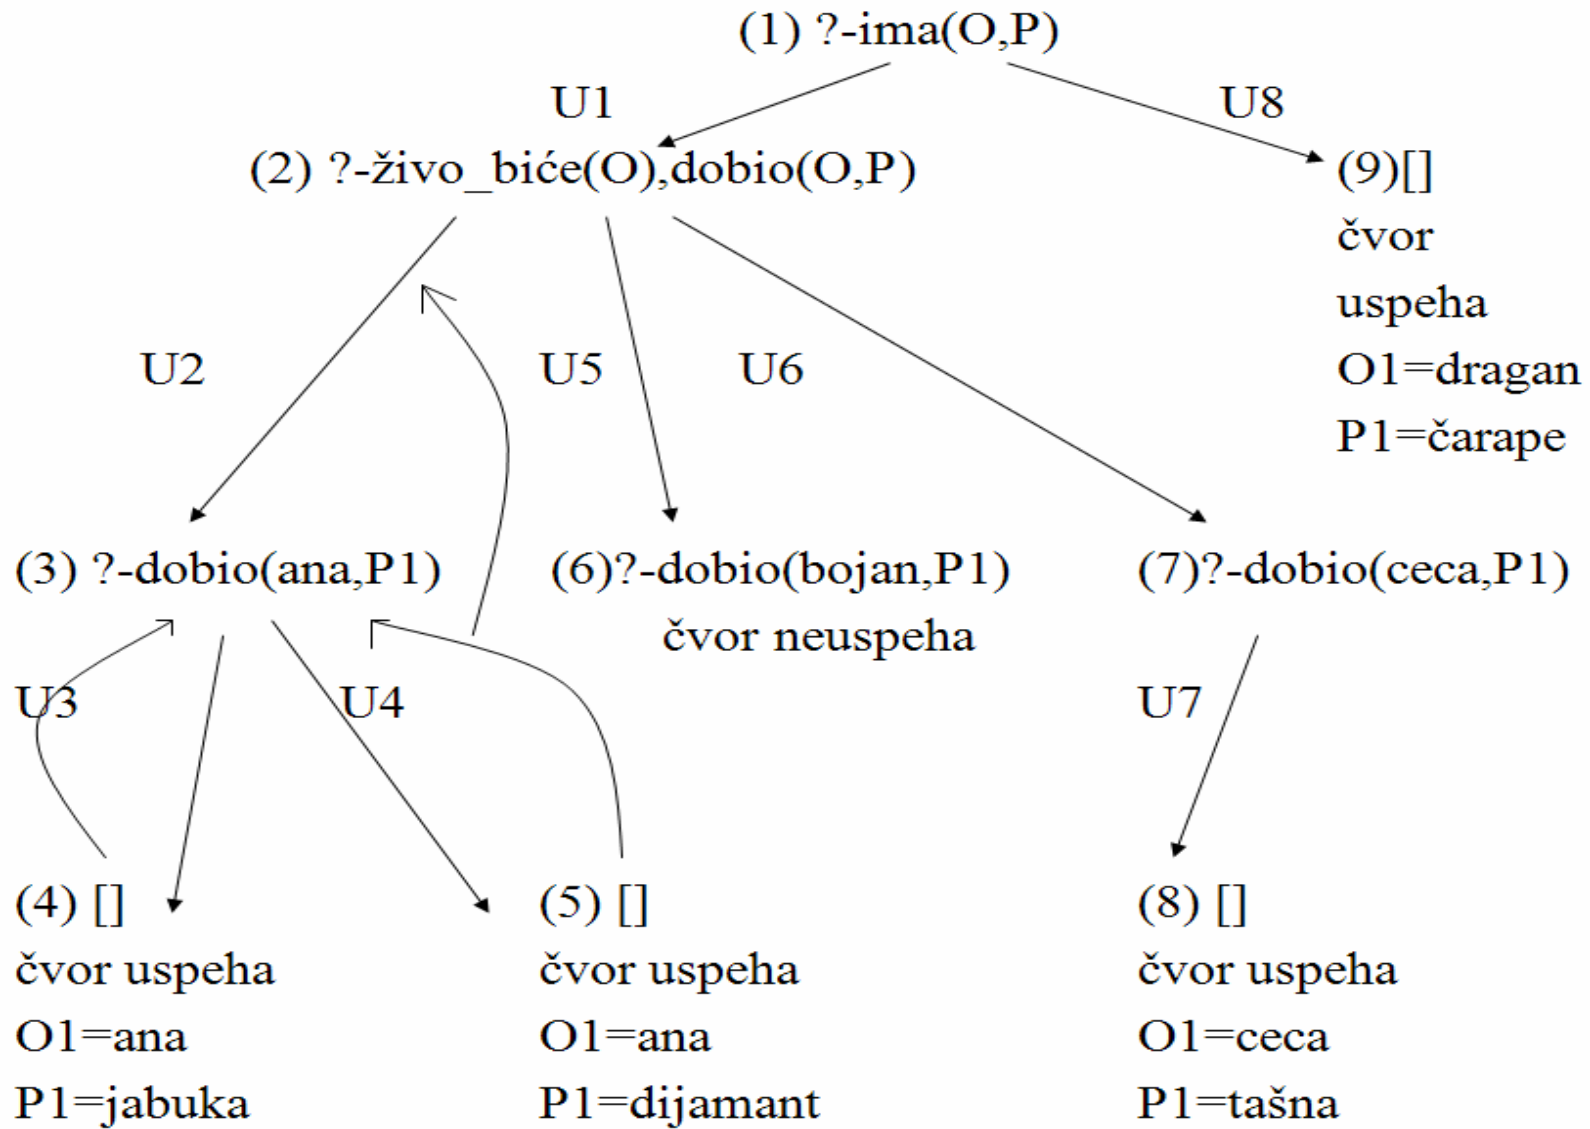 (1) ?-ima(O,P)
U1
U8
(2) ?-živo_biće(O),dobio(O,P)
(9)[]
čvor
uspeha
O1=dragan
P1=čarape
U2
U5
U6
(3) ?-dobio(ana,P1)
(6)?-dobio(bojan,P1)
čvor neuspeha
(7)?-dobio(ceca,P1)
U3
U4
U7
(4) []
čvor uspeha
O1=ana
P1=jabuka
(5) []
čvor uspeha
O1=ana
P1=dijamant
(8) []
čvor uspeha
O1=ceca
P1=tašna